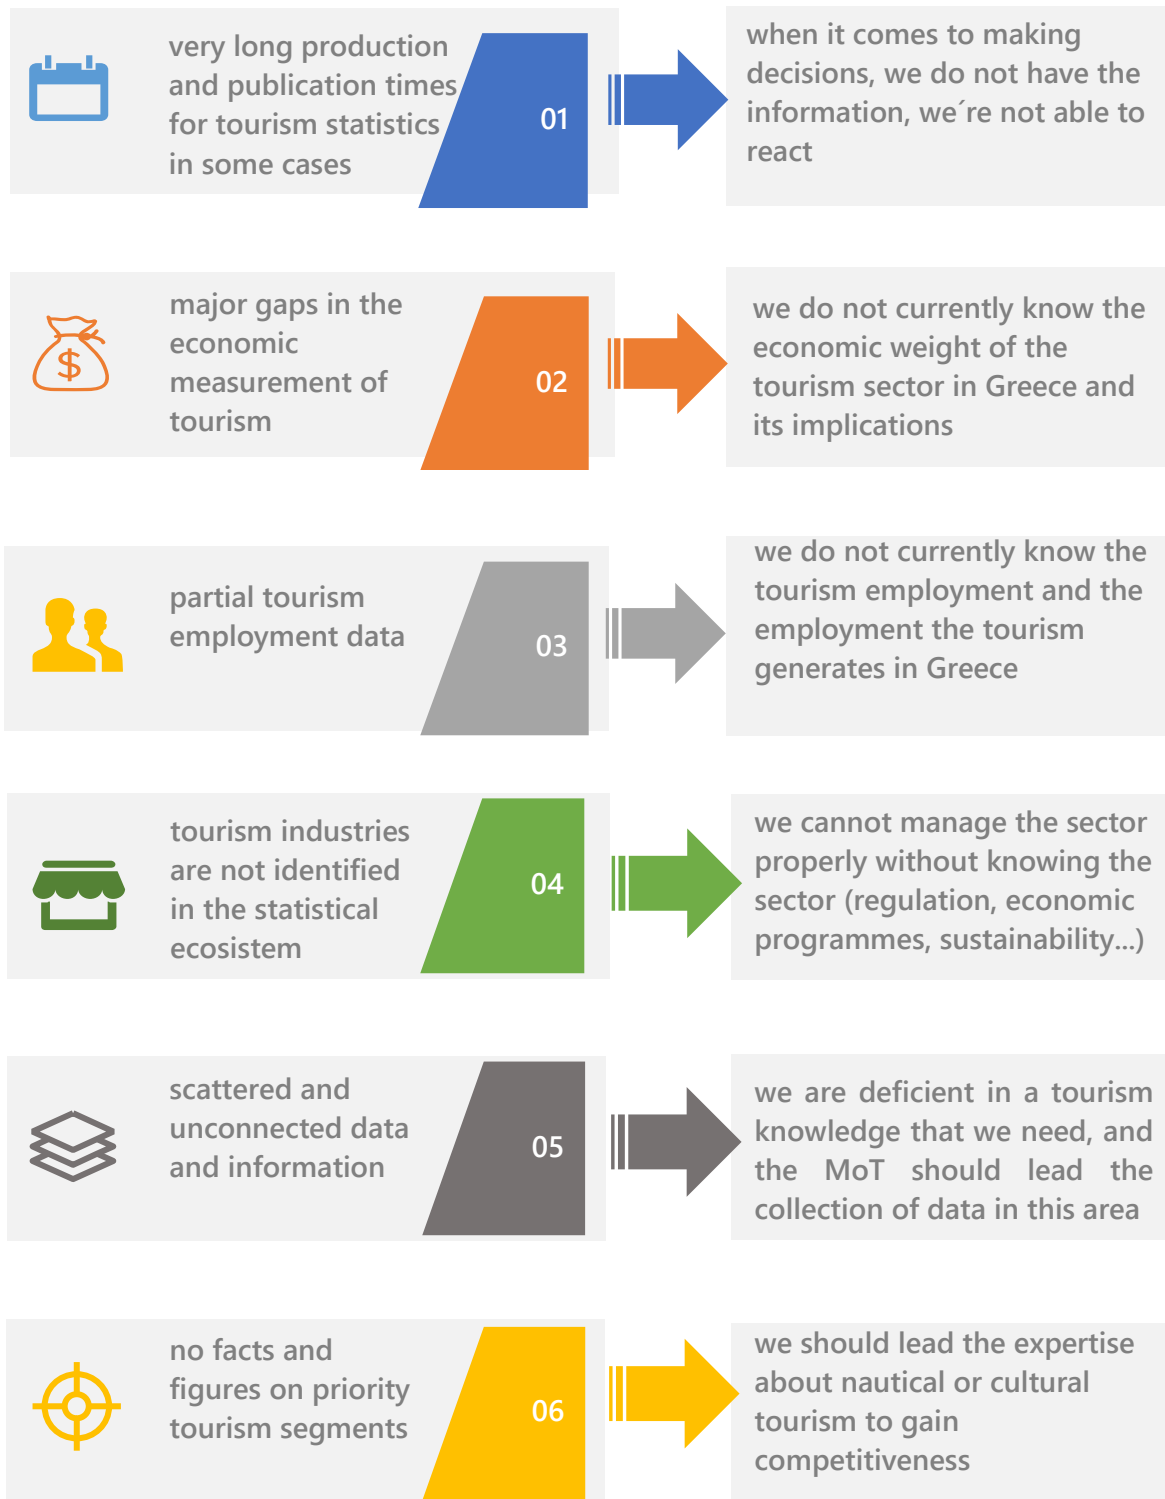 very long production
and publication times
for tourism statistics
in some cases
01
when it comes to making
decisions, we do not have the
information, we´re not able to
react
major gaps in the
economic
measurement of
tourism
$
02
we do not currently know the
economic weight of the
tourism sector in Greece and
its implications
partial tourism
employment data
03
we do not currently know the
tourism employment and the
employment the tourism
generates in Greece
tourism industries
are not identified
in the statistical
ecosistem
04
we cannot manage the sector
properly without knowing the
sector (regulation, economic
programmes, sustainability...)
scattered and
unconnected data
and information
05
we are deficient in a tourism
knowledge that we need, and
the MoT should lead the
collection of data in this area
no facts and
figures on priority
tourism segments
06
we should lead the expertise
about nautical or cultural
tourism to gain
competitiveness